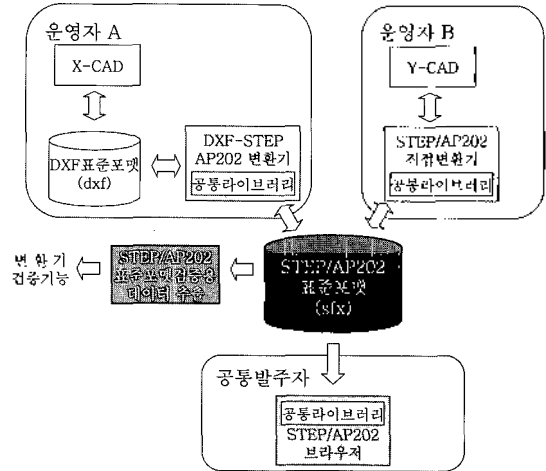 운영자 A
X-CAD
DXF표준포맷
(dxf)
DXF-STEP
AP202 변환기
공통라이브러리
운영자 B
Y-CAD
STEP/AP202
직접변환기
공통라이브러리
변 환 기
검증기능
STEP/AP202
표준포맷검증용
데이터 추출
STEP/AP202
표준포맷
(sfx)
공통발주자
공통라이브러리
STEP/AP202
브라우저